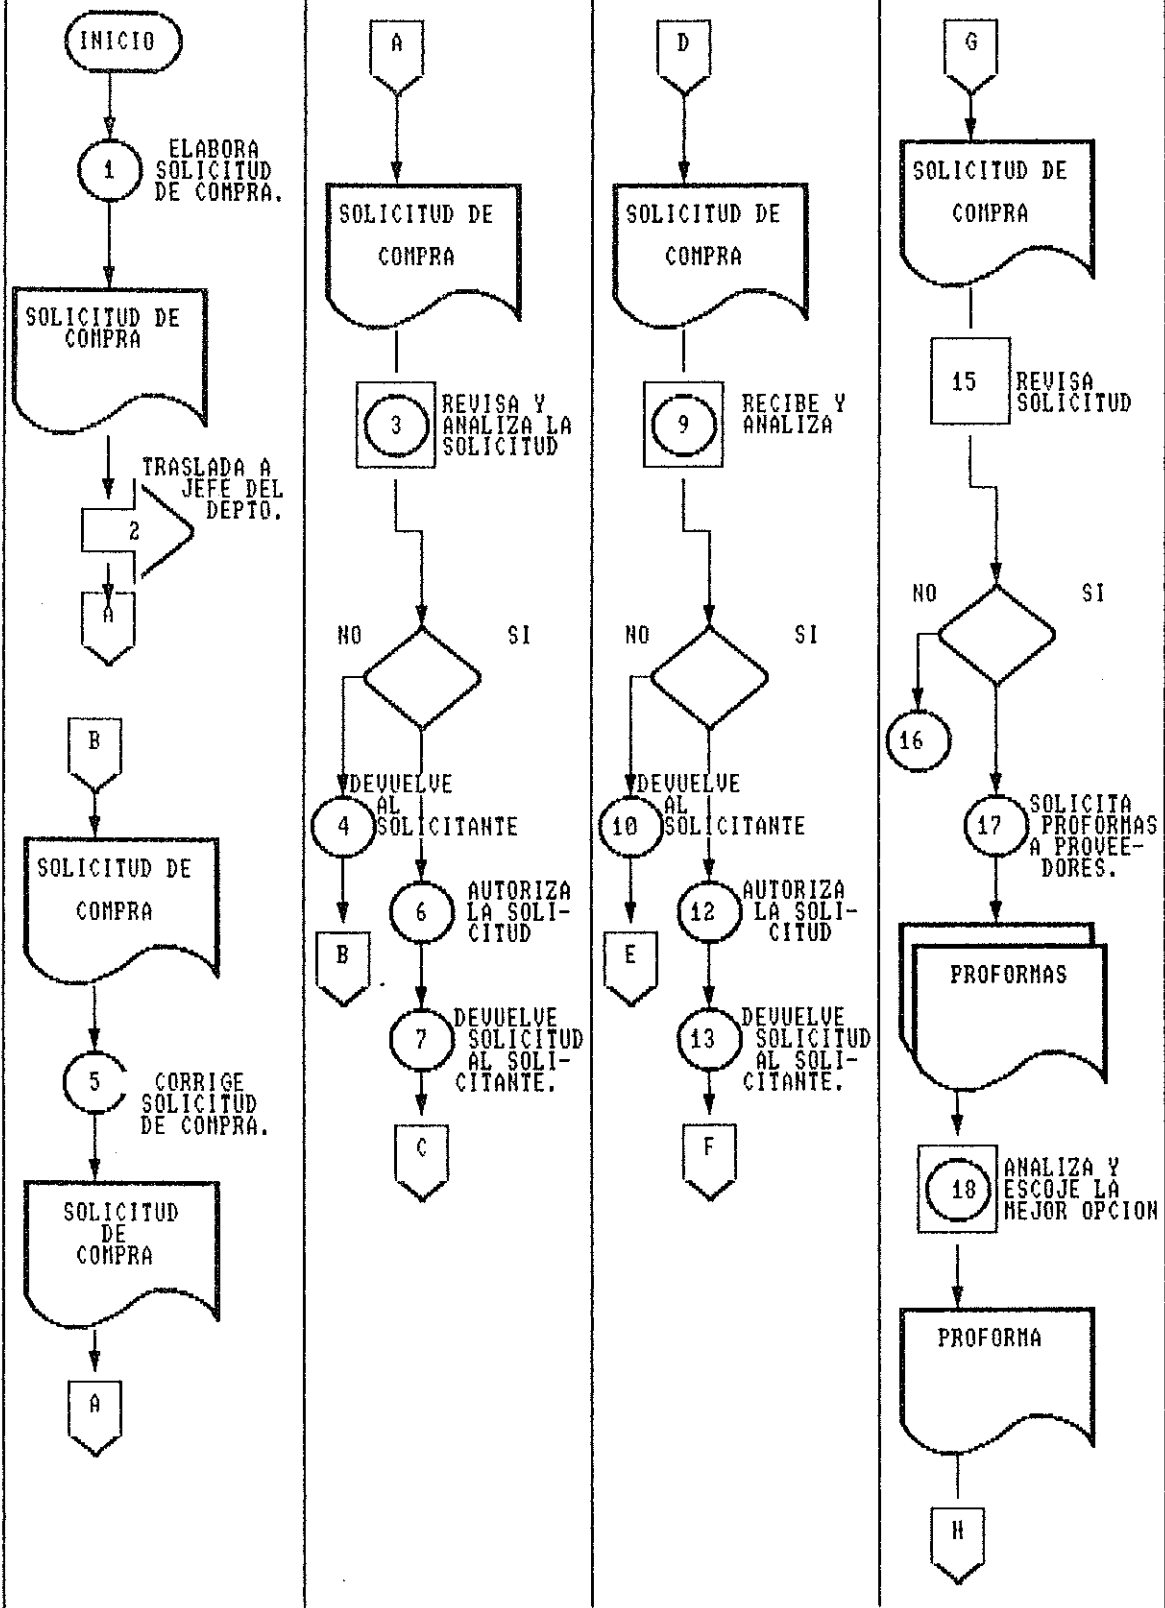 INICIO
1
ELABORA
SOLICITUD
DE COMPRA.
SOLICITUD DE
COMPRA
TRASLADA A
JEFE DEL
DEPTO.
2
A
B
SOLICITUD DE
COMPRA
5
CORRIGE
SOLICITUD
DE COMPRA.
SOLICITUD
DE
COMPRA
A
A
SOLICITUD DE
COMPRA
3
REVISA Y
ANALIZA LA
SOLICITUD
NO
SI
4
DEVUELVE
AL
SOLICITANTE
B
6
AUTORIZA
LA SOLI-
CITUD
7
DEVUELVE
SOLICITUD
AL SOLI-
CITANTE.
C
D
SOLICITUD DE
COMPRA
9
RECIBE Y
ANALIZA
NO
SI
10
DEVUELVE
AL
SOLICITANTE
E
12
AUTORIZA
LA SOLI-
CITUD
13
DEVUELVE
SOLICITUD
AL SOLI-
CITANTE.
F
G
SOLICITUD DE
COMPRA
15
REVISA
SOLICITUD
NO
SI
16
17
SOLICITA
PROFORMAS
A PROVEE-
DORES.
PROFORMAS
18
ANALIZA Y
ESCOJE LA
MEJOR OPCION
PROFORMA
H